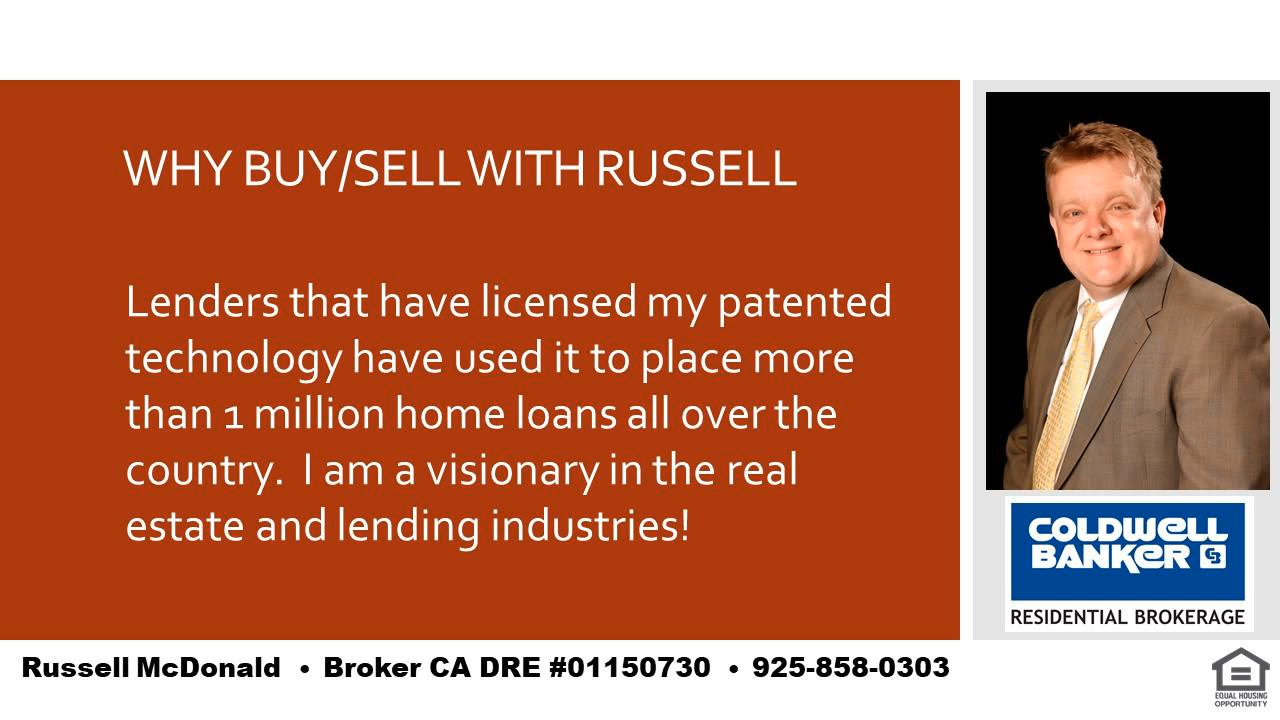 WHY BUY/SELL WITH RUSSELL
Lenders that have licensed my patented
technology have used it to place more
than 1 million home loans all over the
country.  I am a visionary in the real
estate and lending industries!
COLDWELL
BANKER CB
RESIDENTIAL BROKERAGE
Russell McDonald • Broker CA DRE #01150730 • 925-858-0303
EQUAL HOUSING
OPPORTUNITY